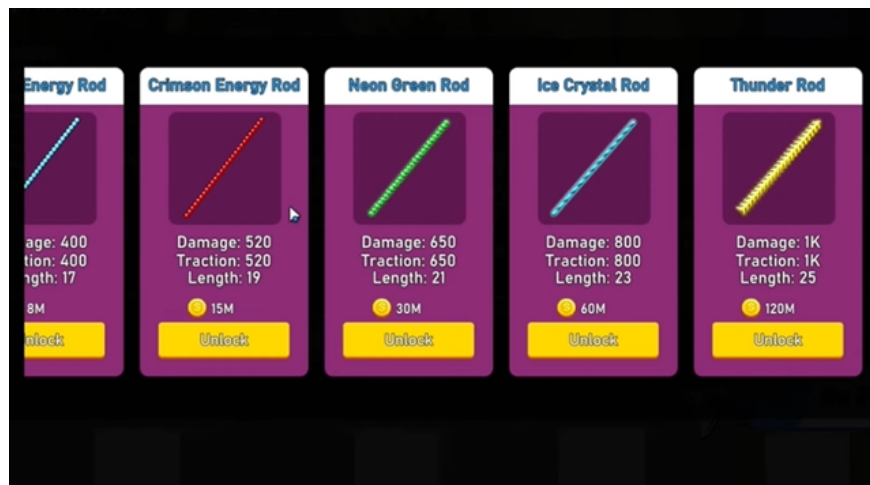 Energy Rod
age: 400
tion: 400
ngth: 17
8M
nlock
Crimson Energy Rod
Damage: 520
Traction: 520
Length: 19
15M
Unlock
Neon Green Rod
Damage: 650
Traction: 650
Length: 21
30M
Unlock
Ice Crystal Rod
Damage: 800
Traction: 800
Length: 23
60M
Unlock
Thunder Rod
Damage: 1K
Traction: 1K
Length: 25
120M
Unlock